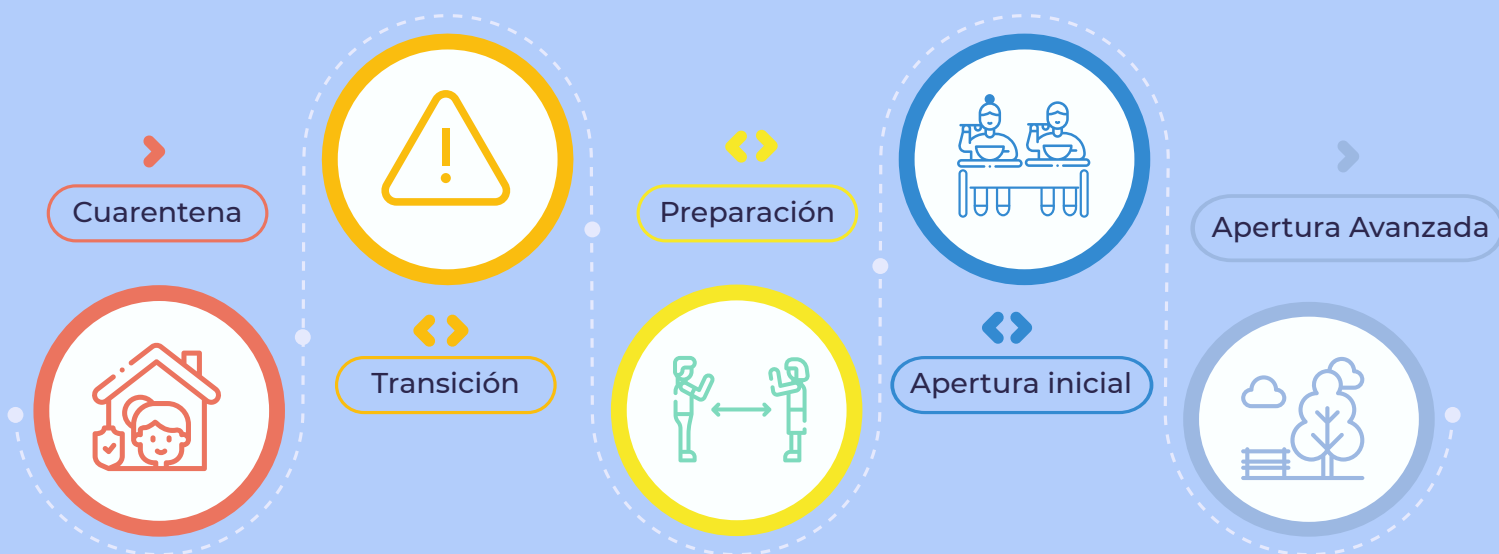 Cuarentena
Transición
Preparación
Apertura inicial
Apertura Avanzada